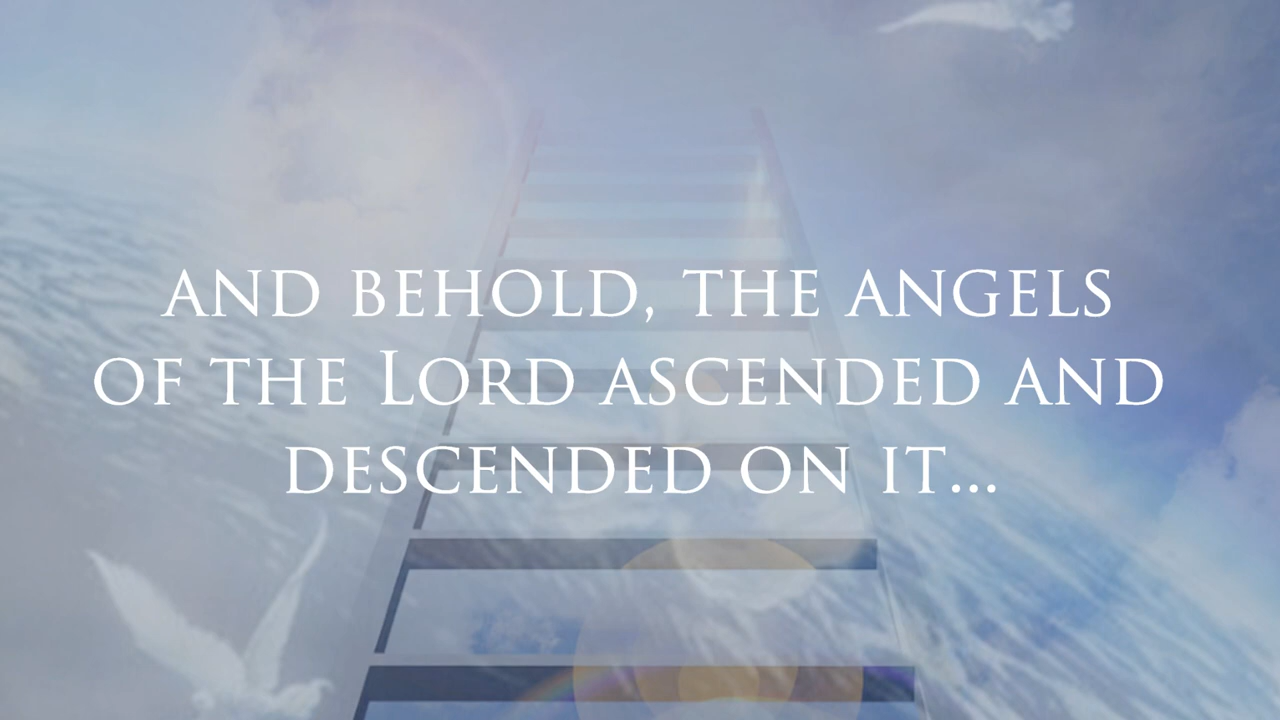 AND BEHOLD, THE ANGELS
OF THE LORD ASCENDED AND
DESCENDED ON IT...